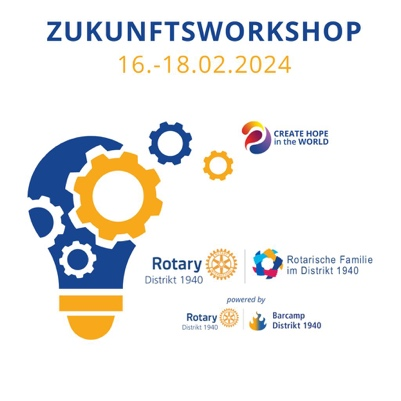 ZUKUNFTSWORKSHOP
16.-18.02.2024
CREATE HOPE
in the WORLD
Rotary
Distrikt 1940
Rotarische Familie
im Distrikt 1940
powered by
Rotary
Distrikt 1940
Barcamp
Distrikt 1940